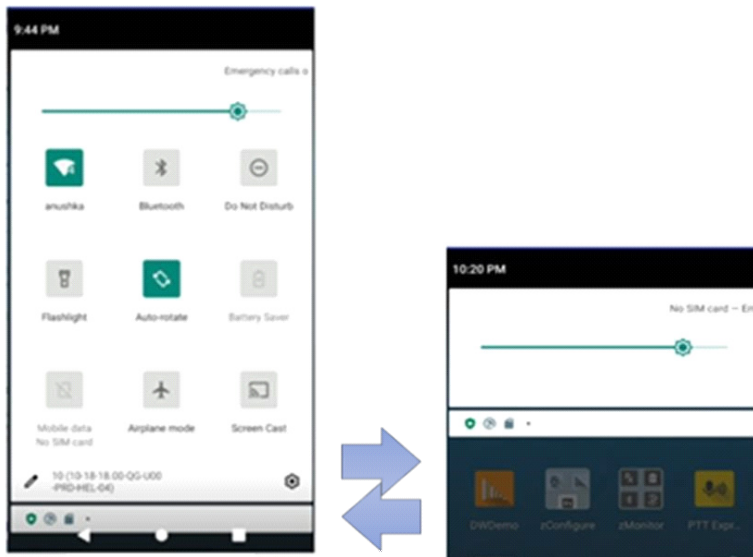 9:44 PM
Emergency calls o
anushka
Bluetooth
Do Not Disturb
Flashlight
Auto-rotate
Battery Saver
Mobile data
No SIM card
Airplane mode
Screen Cast
10 (10-18-18.00-QG-U00
-PRD-HEL-04)
10:20 PM
No SIM card — Em
DWDemo
zConfigure
zMonitor
PTT Expr...